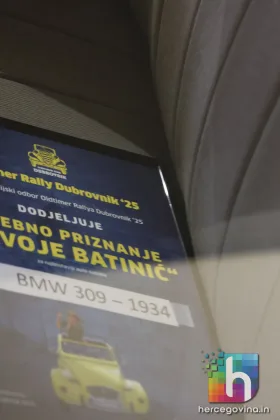 DUBROVNIK
mer Rally Dubrovnik '25
ijski odbor Oldtimer Rallya Dubrovnik '25
DODJELJUJE
EBNO PRIZNANJE
VOJE BATINIĆ“
BMW 309 – 1934
h
hercegovina.in